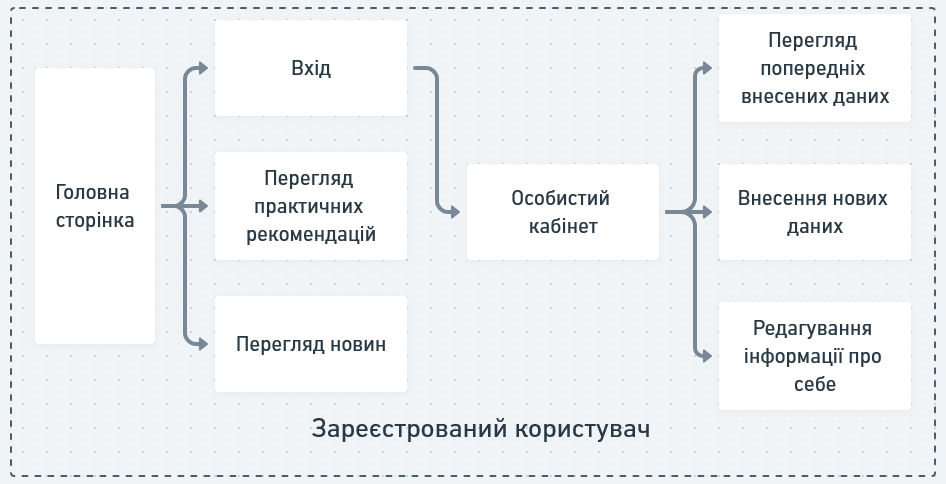 Головна
сторінка
Вхід
Перегляд
практичних
рекомендацій
Перегляд новин
Особистий
кабінет
Перегляд
попередніх
внесених даних
Внесення нових
даних
Редагування
інформації про
себе
Зареєстрований користувач